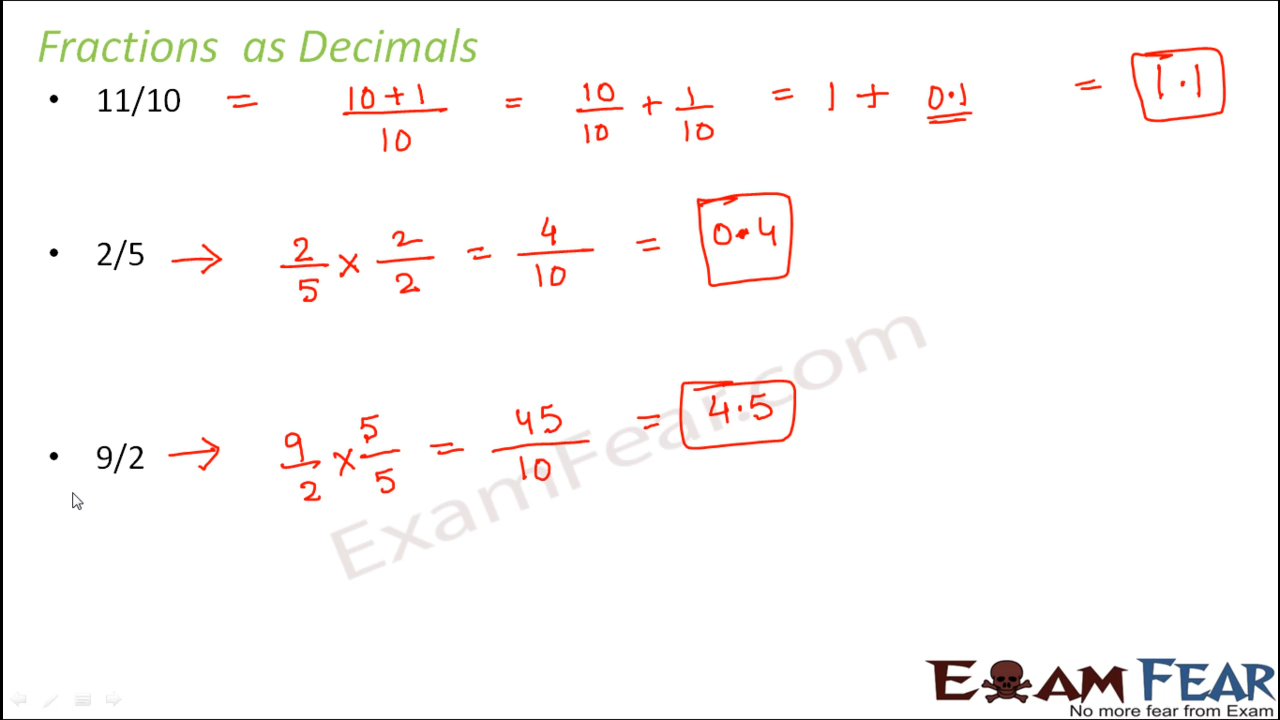 Fractions as Decimals
• 11/10 = 10 + 1 / 10 = 10/10 + 1/10 = 1 + 0.1 = 1.1
• 2/5 → 2/5 × 2/2 = 4/10 = 0.4
• 9/2 → 9/2 × 5/5 = 45/10 = 4.5
ExamFear.com
EXAM FEAR
No more fear from Exam